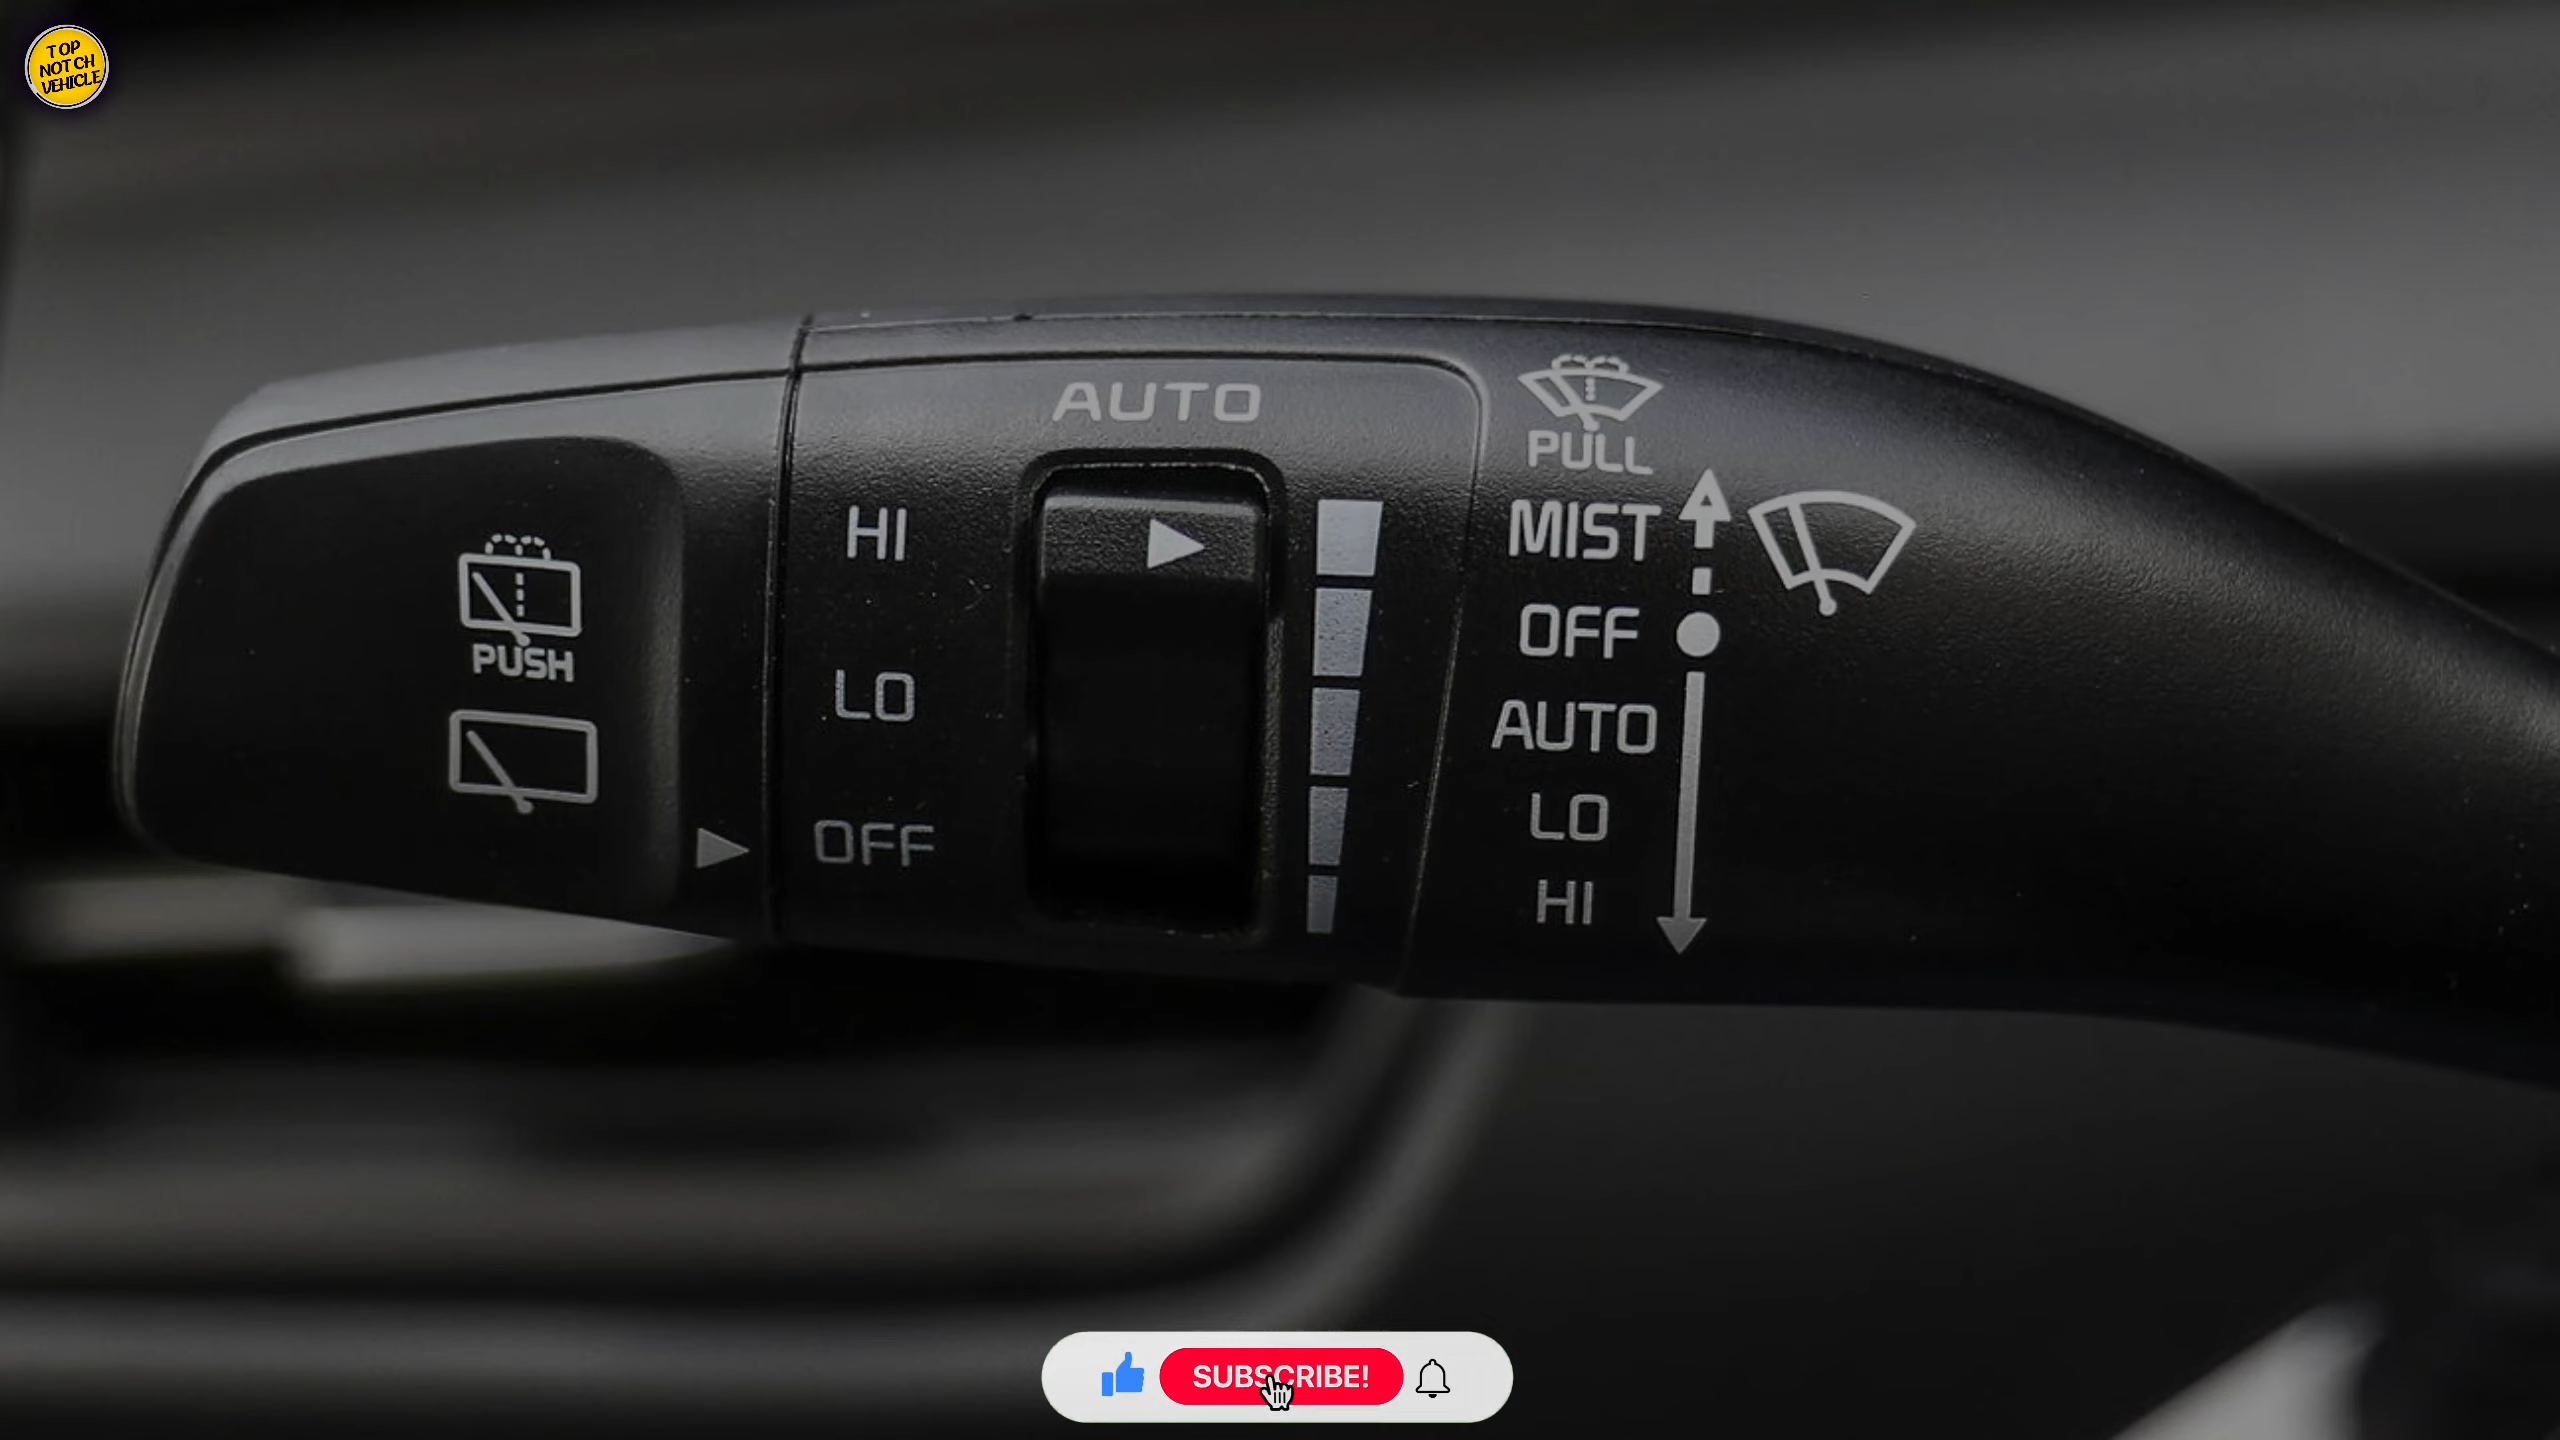 TOP
NOTCH
VEHICLE
AUTO
HI
LO
OFF
PUSH
PULL
MIST
OFF
AUTO
LO
HI
SUBSCRIBE!